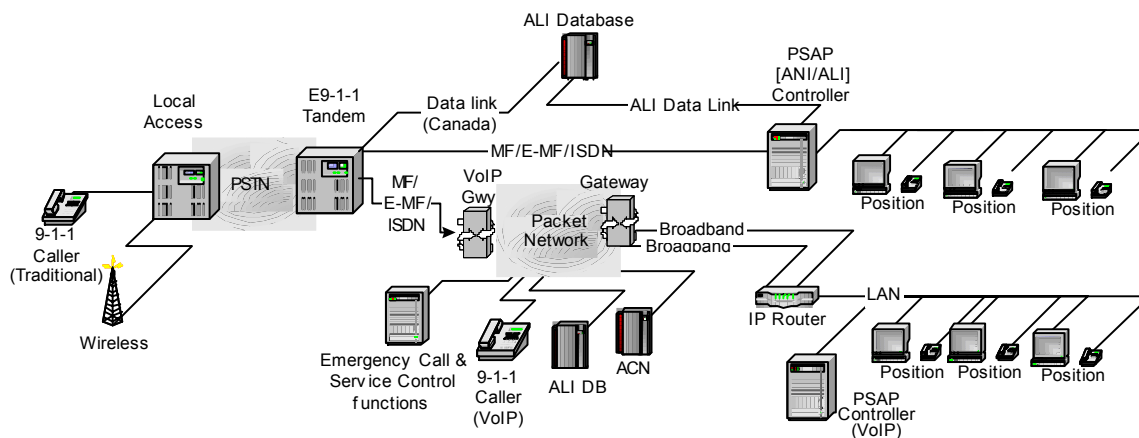 ALI Database
PSAP
[ANI/ALI]
Controller
E9-1-1
Tandem
Local
Access
Data link
(Canada)
ALI Data Link
MF/E-MF/ISDN
PSTN
MF/
E-MF/
ISDN
VoIP
Gwy
Gateway
Packet
Network
Position
Position
Position
Broadband
Broadband
9-1-1
Caller
(Traditional)
Wireless
LAN
IP Router
Emergency Call &
Service Control
functions
9-1-1
Caller
(VoIP)
ALI DB
ACN
Position
Position
Position
PSAP
Controller
(VoIP)